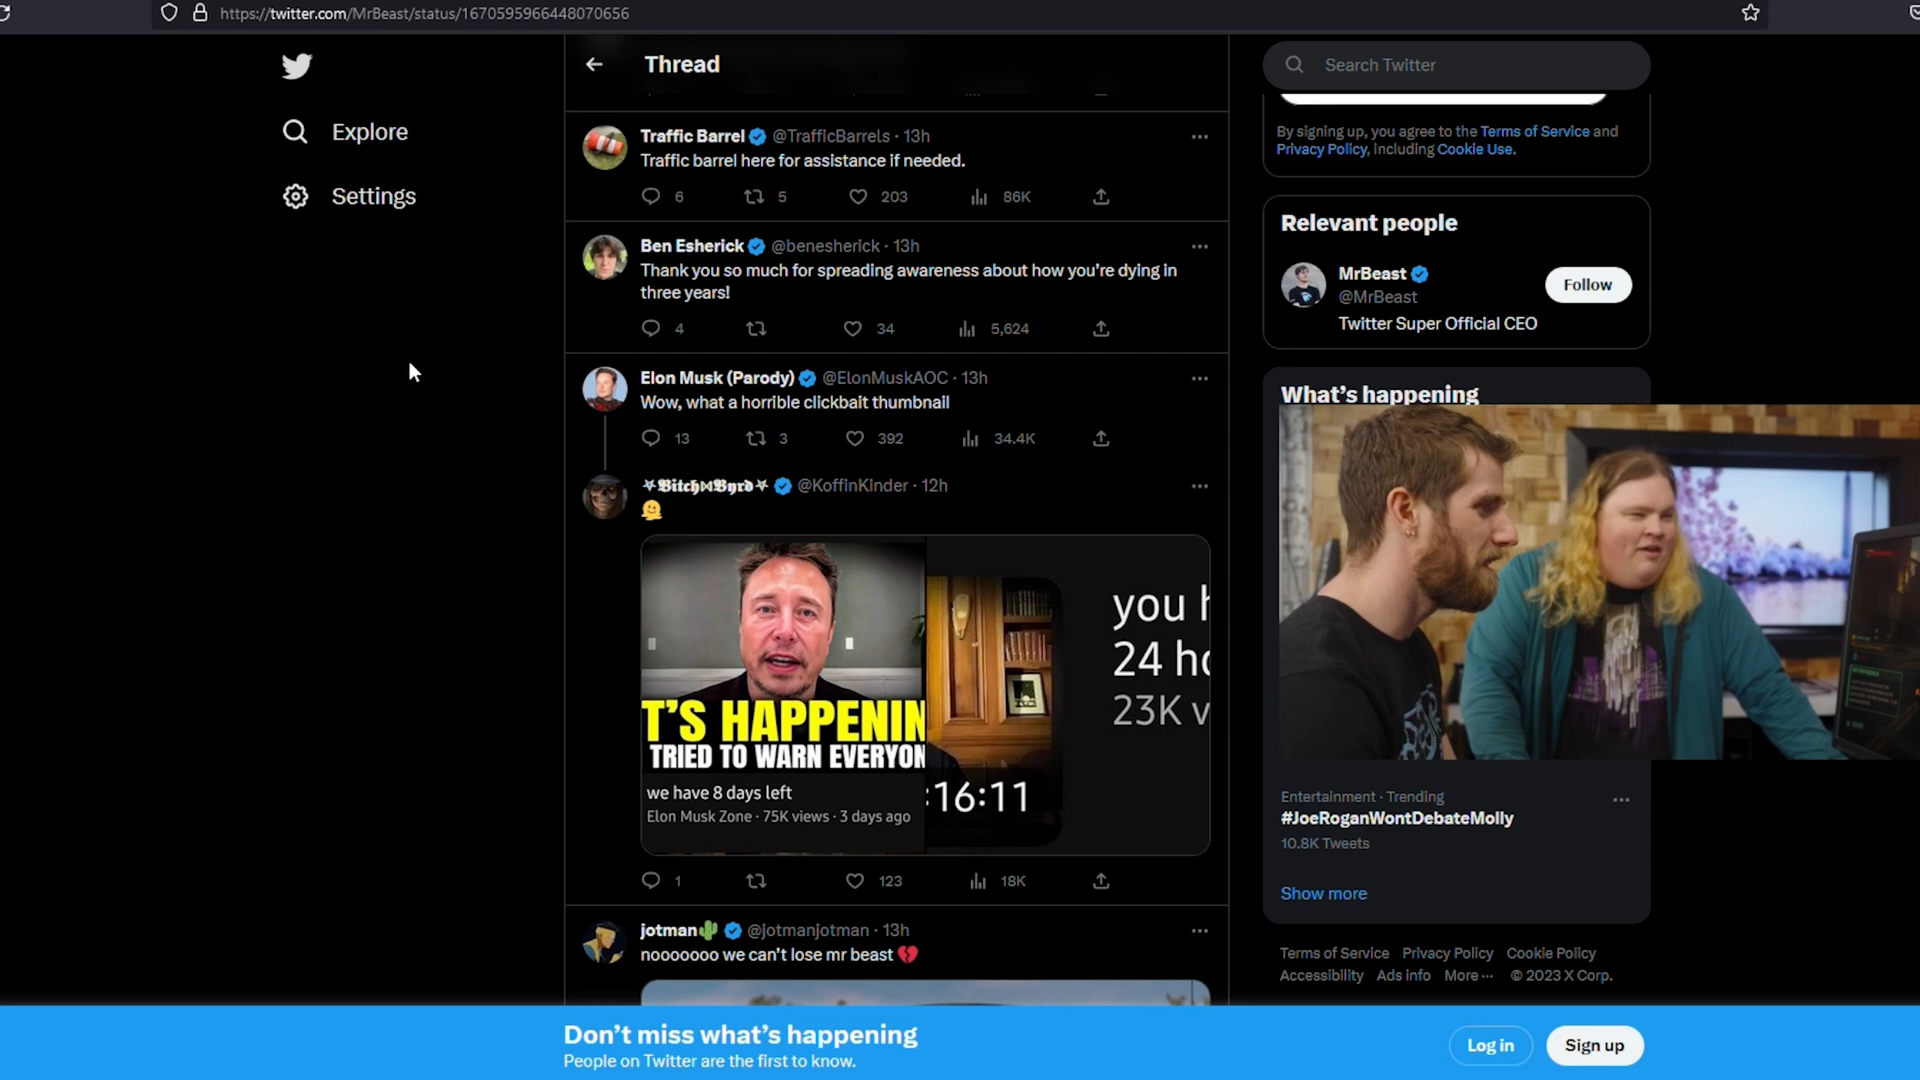 https://twitter.com/MrBeast/status/1670595966448070656
Explore
Settings
Thread
Traffic Barrel @TrafficBarrels · 13h
Traffic barrel here for assistance if needed.
6 5 203 86K
Ben Esherick @benesherick · 13h
Thank you so much for spreading awareness about how you're dying in
three years!
4 34 5,624
Elon Musk (Parody) @ElonMuskAOC · 13h
Wow, what a horrible clickbait thumbnail
13 3 392 34.4K
⛧𝕭𝖎𝖙𝖈𝖍⋈𝕭𝖞𝖗𝖉⛧ @KoffinKinder · 12h
🫠
T'S HAPPENIN
TRIED TO WARN EVERYON
we have 8 days left
Elon Musk Zone · 75K views · 3 days ago
:16:11
you h
24 ho
23K v
1 123 18K
jotman🌵 @jotmanjotman · 13h
nooooooo we can't lose mr beast 💔
Search Twitter
By signing up, you agree to the Terms of Service and
Privacy Policy, including Cookie Use.
Relevant people
MrBeast
@MrBeast
Follow
Twitter Super Official CEO
What's happening
Entertainment · Trending
#JoeRoganWontDebateMolly
10.8K Tweets
Show more
Terms of Service Privacy Policy Cookie Policy
Accessibility Ads info More ··· © 2023 X Corp.
Don't miss what's happening
People on Twitter are the first to know.
Log in
Sign up